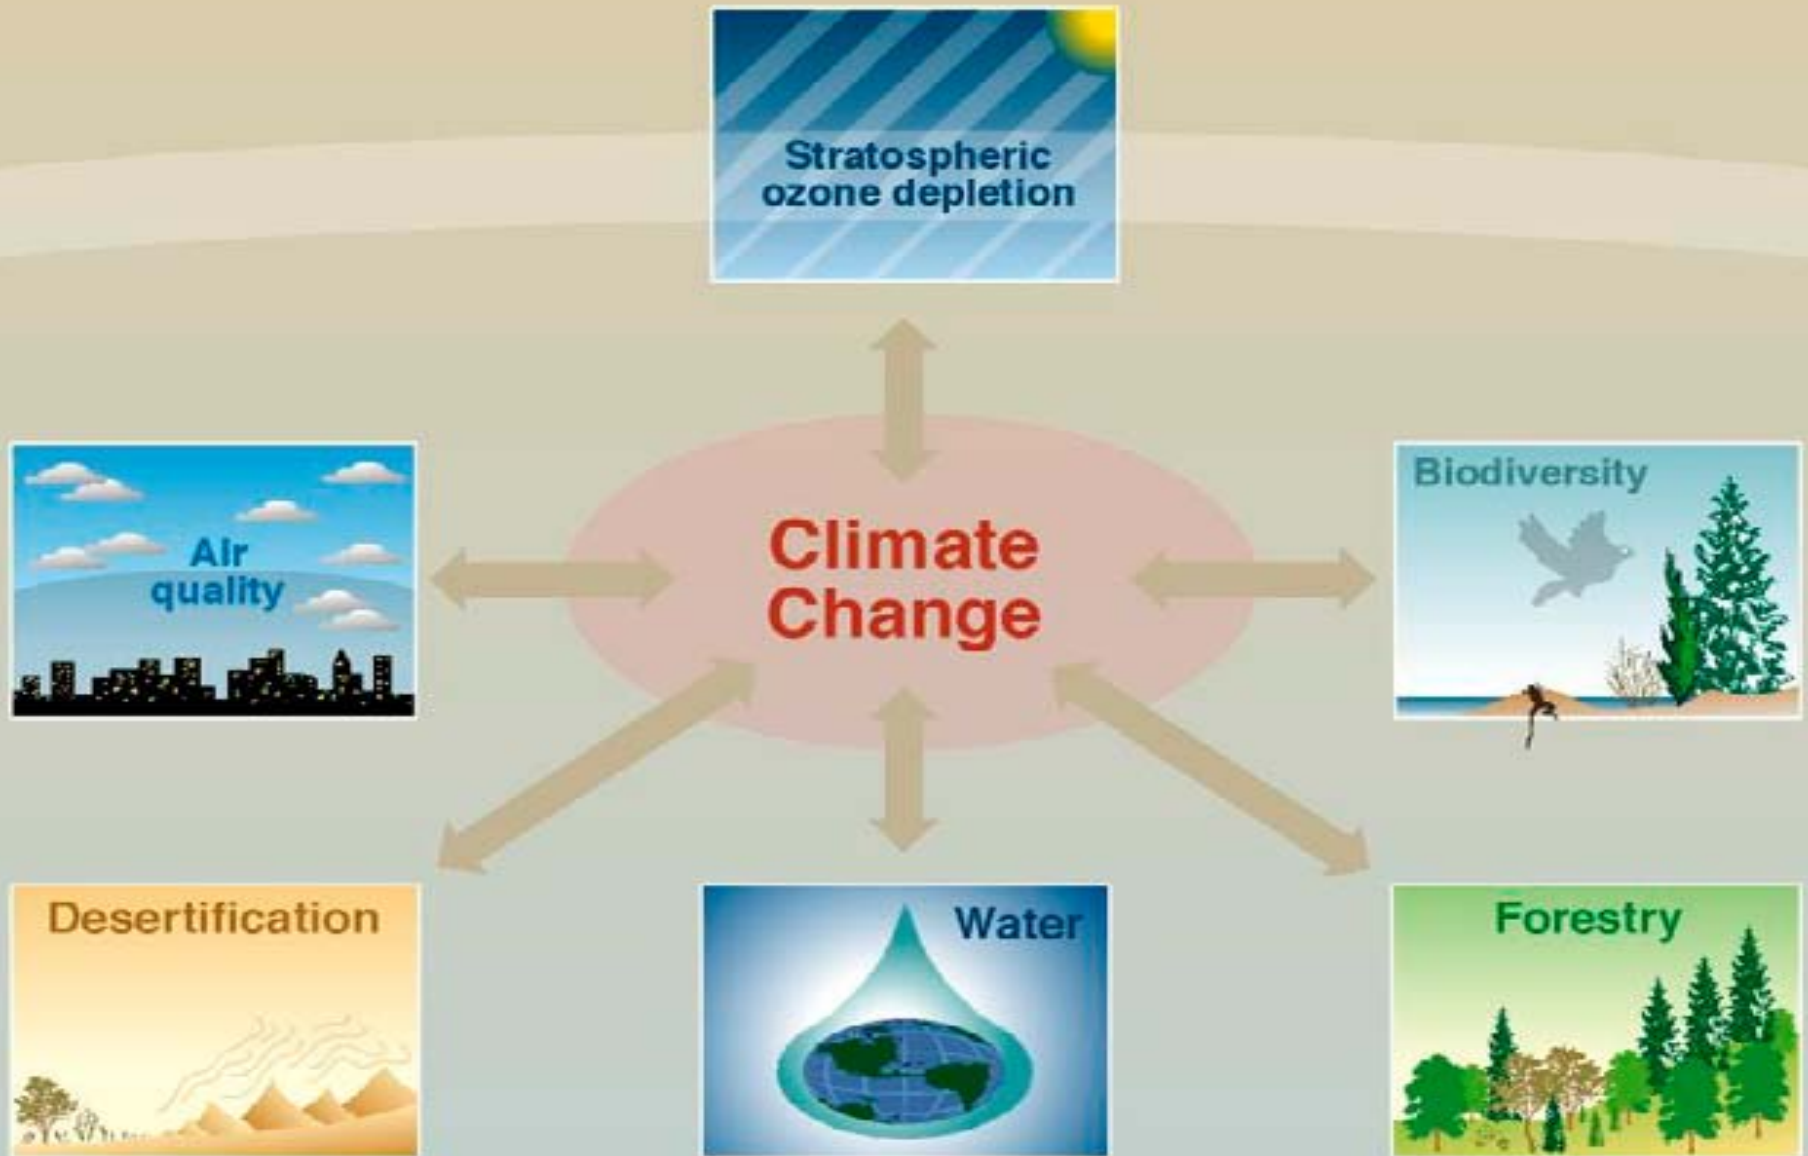 Stratospheric
ozone depletion
Air
quality
Climate
Change
Biodiversity
Desertification
Water
Forestry